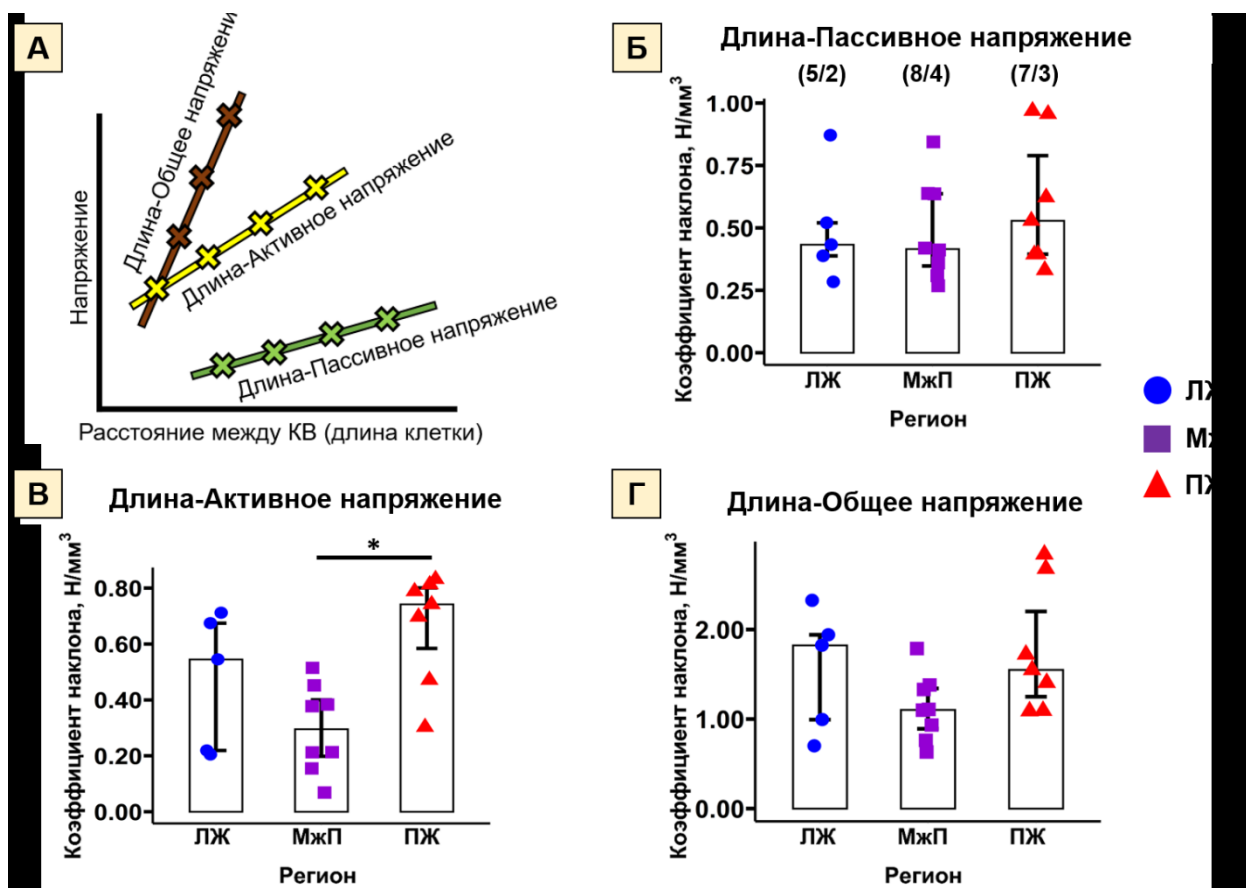 А
Длина-Общее напряжени
Длина-Активное напряжение
Длина-Пассивное напряжение
Напряжение
Расстояние между КВ (длина клетки)
Б
Длина-Пассивное напряжение
(5/2) (8/4) (7/3)
Коэффициент наклона, Н/мм³
1.00
0.75
0.50
0.25
0.00
ЛЖ МжП ПЖ
Регион
ЛЖ
Мж
ПЖ
В
Длина-Активное напряжение
*
Коэффициент наклона, Н/мм³
0.80
0.60
0.40
0.20
0.00
ЛЖ МжП ПЖ
Регион
Г
Длина-Общее напряжение
Коэффициент наклона, Н/мм³
2.00
1.00
0.00
ЛЖ МжП ПЖ
Регион